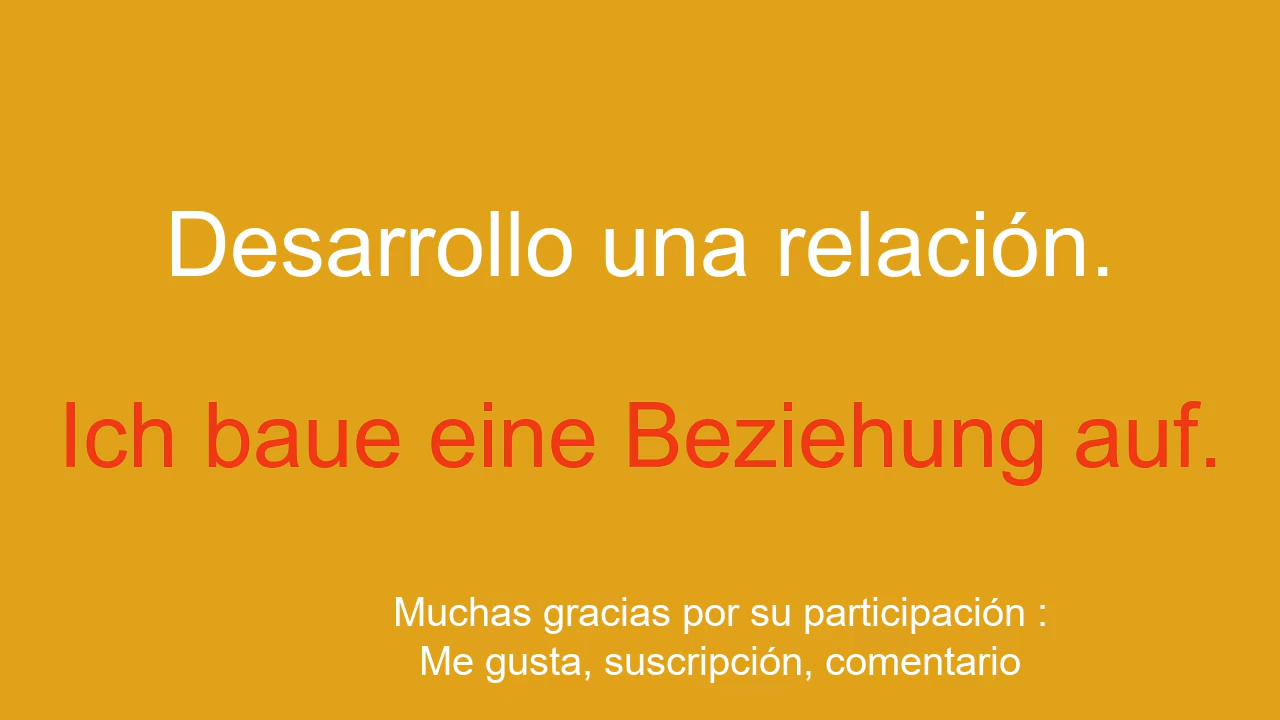 Desarrollo una relación.
Ich baue eine Beziehung auf.
Muchas gracias por su participación :
Me gusta, suscripción, comentario